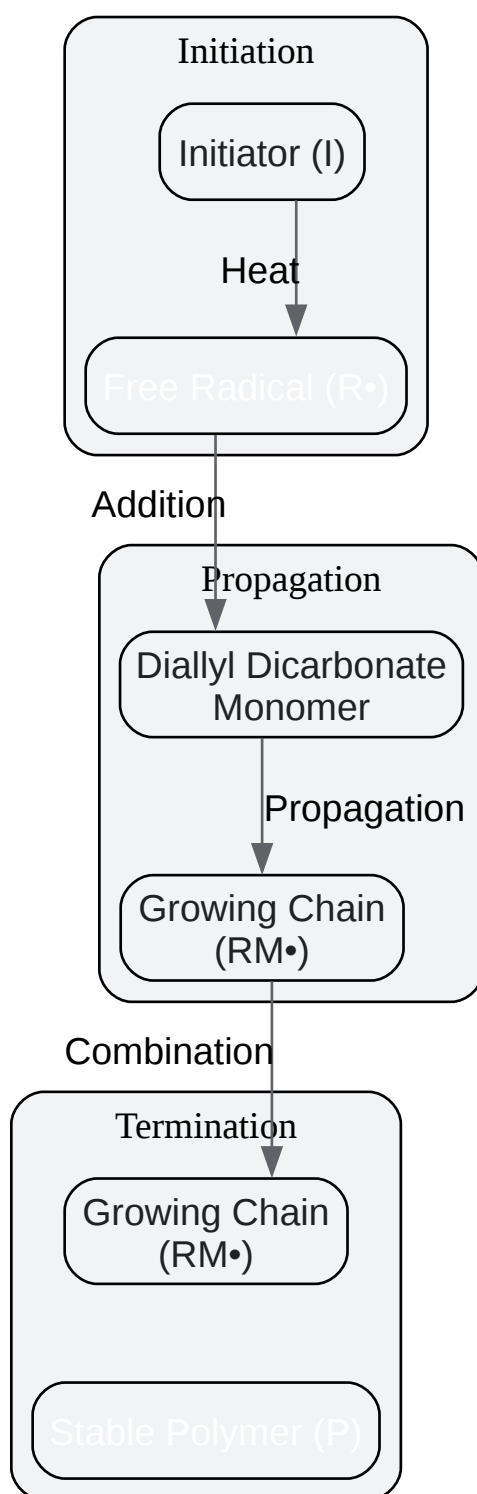 Initiation
Initiator (I)
Heat
Free Radical (R•)
Addition
Propagation
Diallyl Dicarbonate
Monomer
Propagation
Growing Chain
(RM•)
Combination
Termination
Growing Chain
(RM•)
Stable Polymer (P)